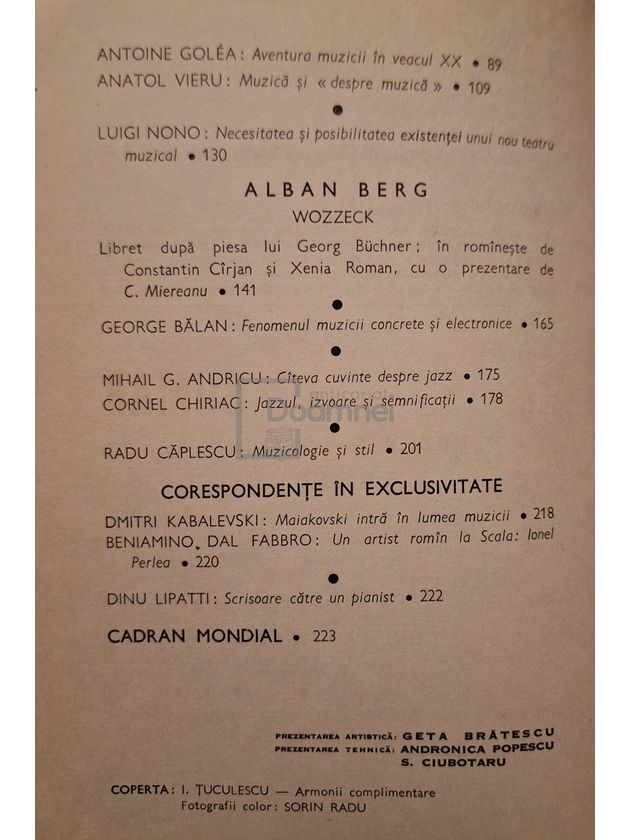 ANTOINE GOLÉA: Aventura muzicii în veacul XX • 89
ANATOL VIERU: Muzică și « despre muzică » • 109
LUIGI NONO: Necesitatea și posibilitatea existenței unui nou teatru
muzical • 130
ALBAN BERG
WOZZECK
Libret după piesa lui Georg Büchner; în romînește de
Constantin Cîrjan și Xenia Roman, cu o prezentare de
C. Miereanu • 141
GEORGE BĂLAN: Fenomenul muzicii concrete și electronice • 165
MIHAIL G. ANDRICU: Cîteva cuvinte despre jazz • 175
CORNEL CHIRIAC: Jazzul, izvoare și semnificații • 178
anticariat
Doamnei
RADU CĂPLESCU: Muzicologie și stil • 201
CORESPONDENȚE ÎN EXCLUSIVITATE
DMITRI KABALEVSKI: Maiakovski intră în lumea muzicii • 218
BENIAMINO DAL FABBRO: Un artist romîn la Scala: Ionel
Perlea • 220
DINU LIPATTI: Scrisoare către un pianist • 222
CADRAN MONDIAL • 223
PREZENTAREA ARTISTICĂ: GETA BRĂTESCU
PREZENTAREA TEHNICĂ: ANDRONICA POPESCU
S. CIUBOTARU
COPERTA: I. ȚUCULESCU — Armonii complimentare
Fotografii color: SORIN RADU